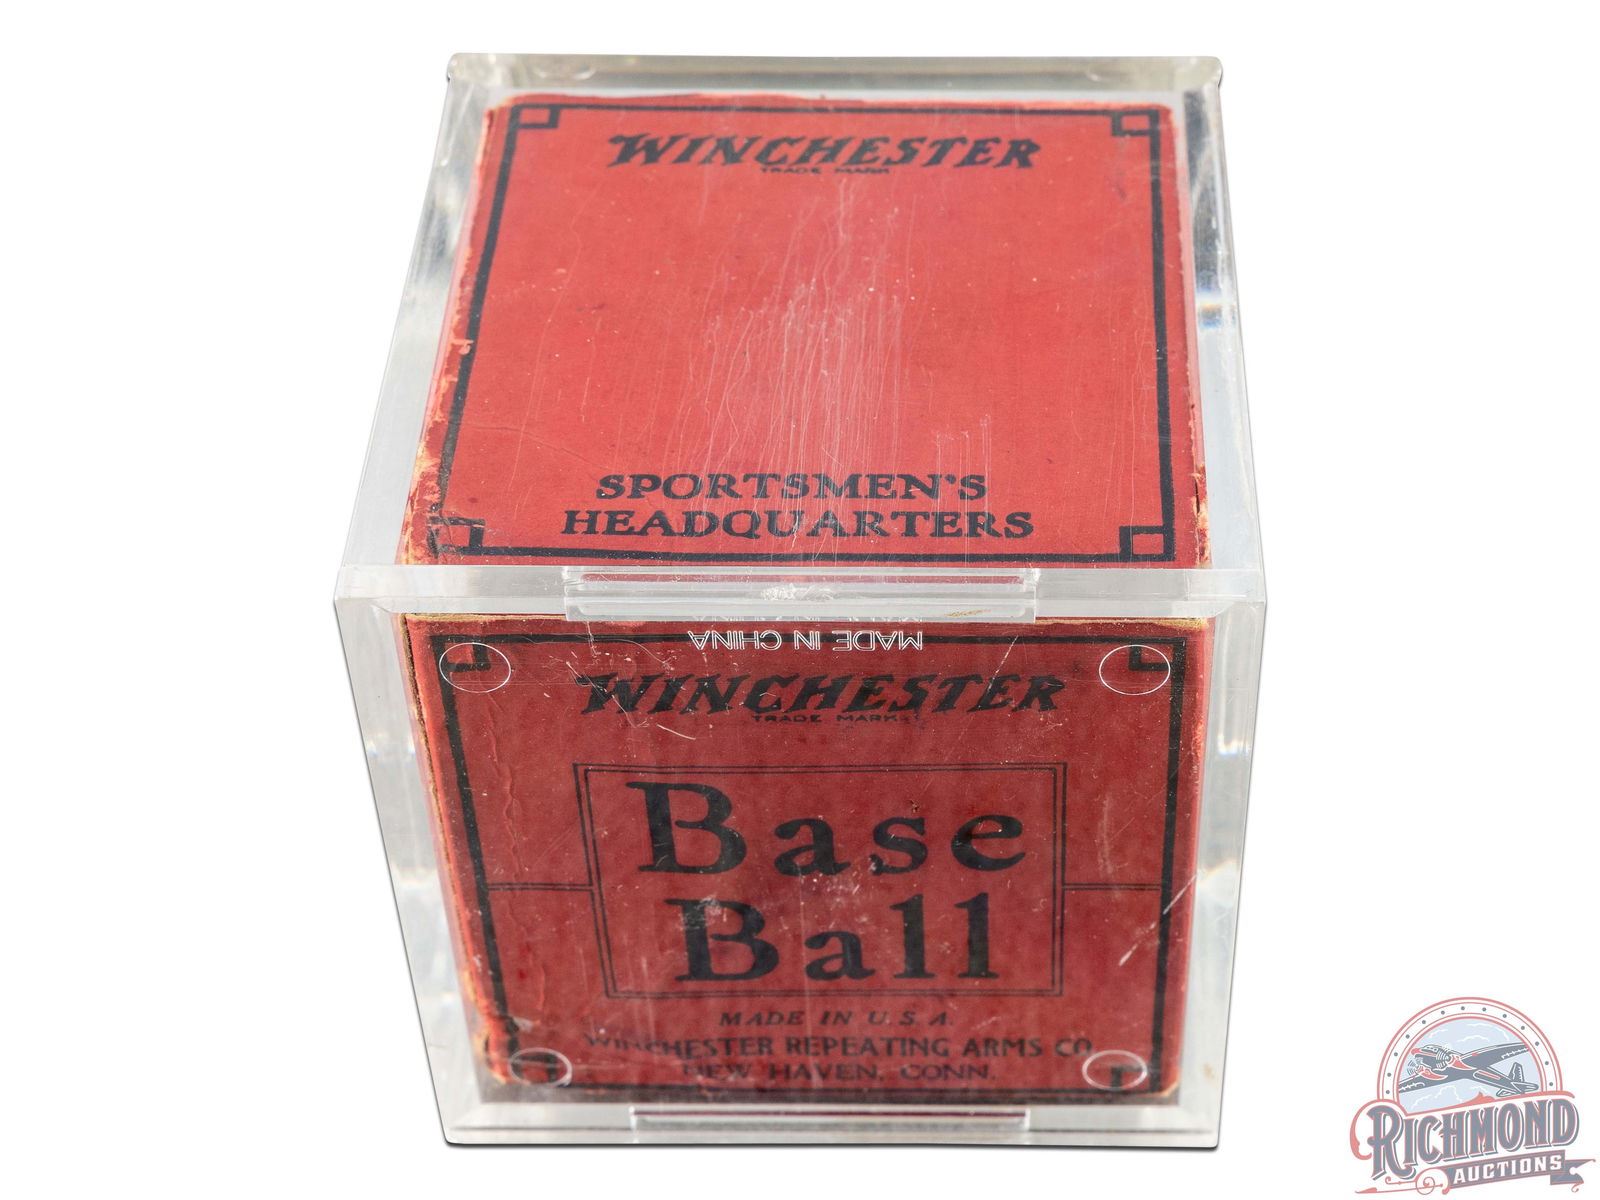 WINCHESTER
TRADE MARK
SPORTSMEN'S
HEADQUARTERS
MADE IN CHINA
WINCHESTER
TRADE MARK
Base
Ball
MADE IN U.S.A.
WINCHESTER REPEATING ARMS CO.
NEW HAVEN, CONN.
RICHMOND
AUCTIONS